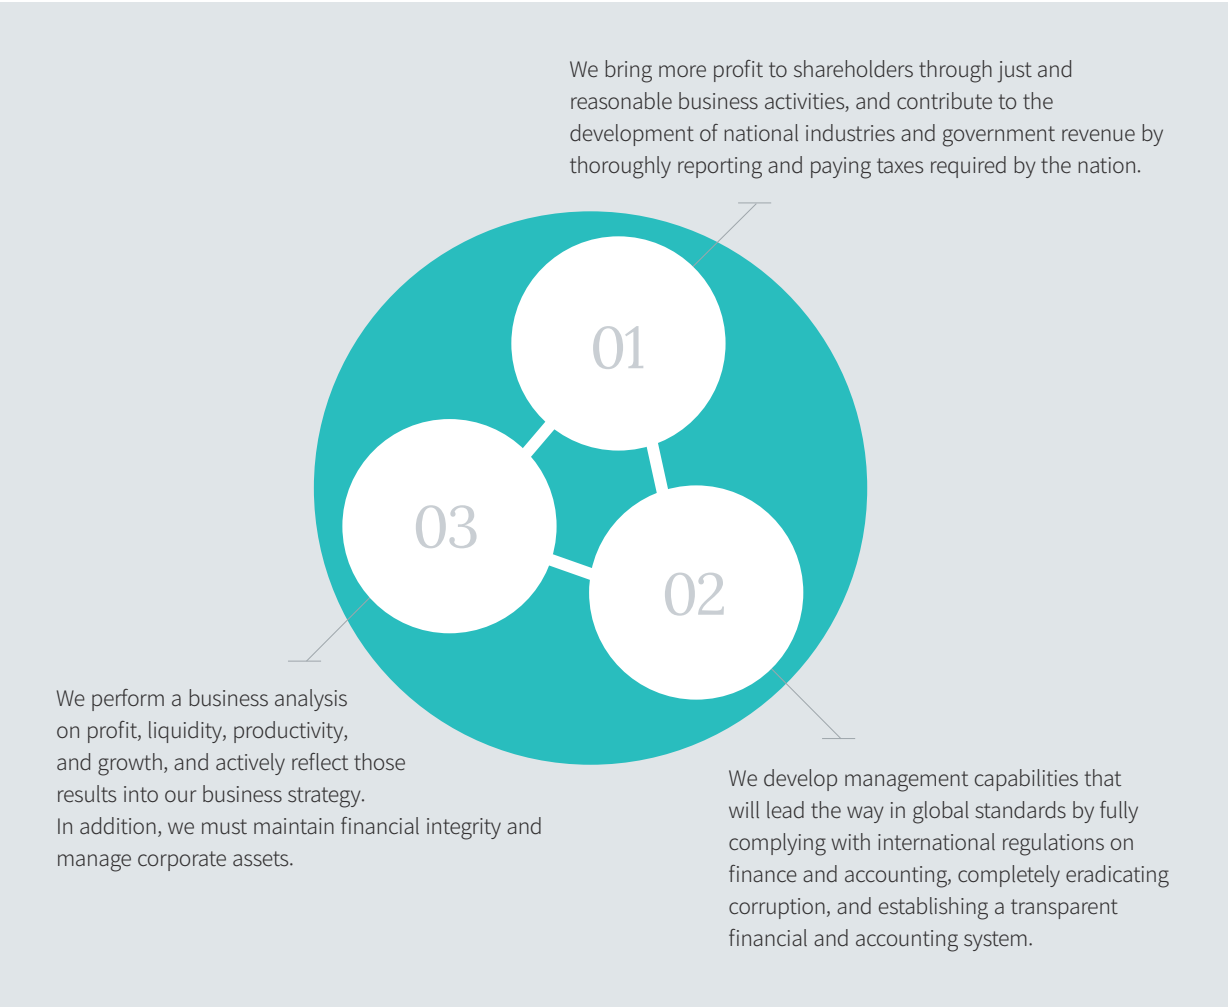 We bring more profit to shareholders through just and
reasonable business activities, and contribute to the
development of national industries and government revenue by
thoroughly reporting and paying taxes required by the nation.
01
03
02
We perform a business analysis
on profit, liquidity, productivity,
and growth, and actively reflect those
results into our business strategy.
In addition, we must maintain financial integrity and
manage corporate assets.
We develop management capabilities that
will lead the way in global standards by fully
complying with international regulations on
finance and accounting, completely eradicating
corruption, and establishing a transparent
financial and accounting system.